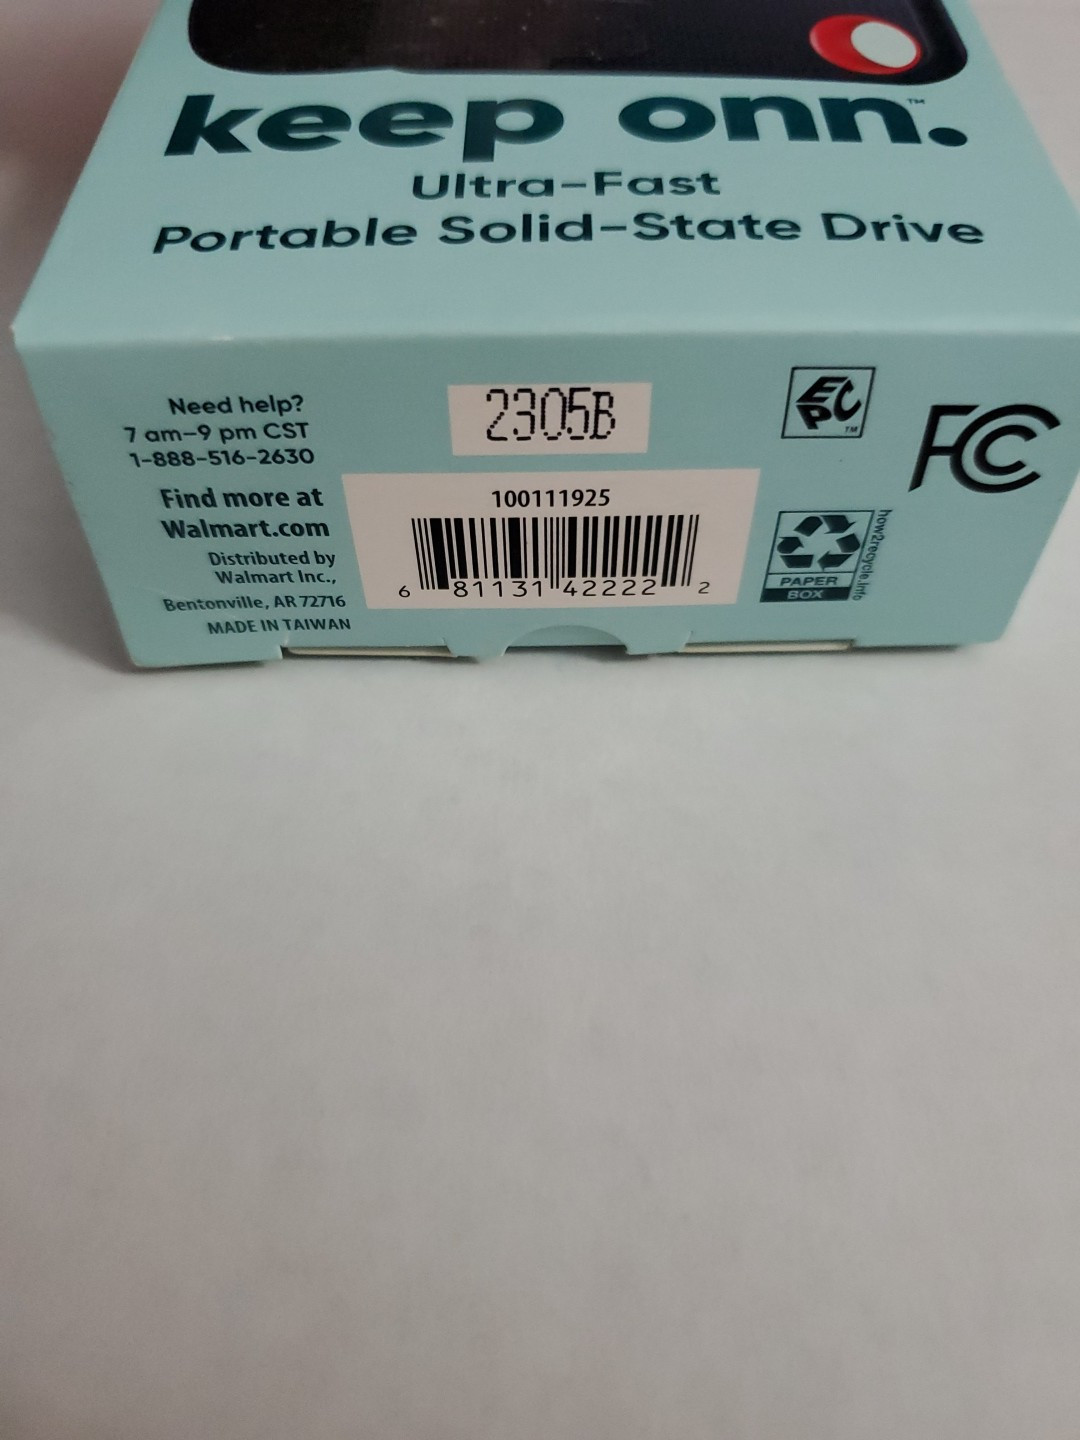 keep onn.™
Ultra-Fast
Portable Solid-State Drive
Need help?
7 am-9 pm CST
1-888-516-2630
Find more at
Walmart.com
Distributed by
Walmart Inc.,
Bentonville, AR 72716
MADE IN TAIWAN
2305B
100111925
6 81131 42222 2
EPC™
FC
how2recycle.info
PAPER
BOX